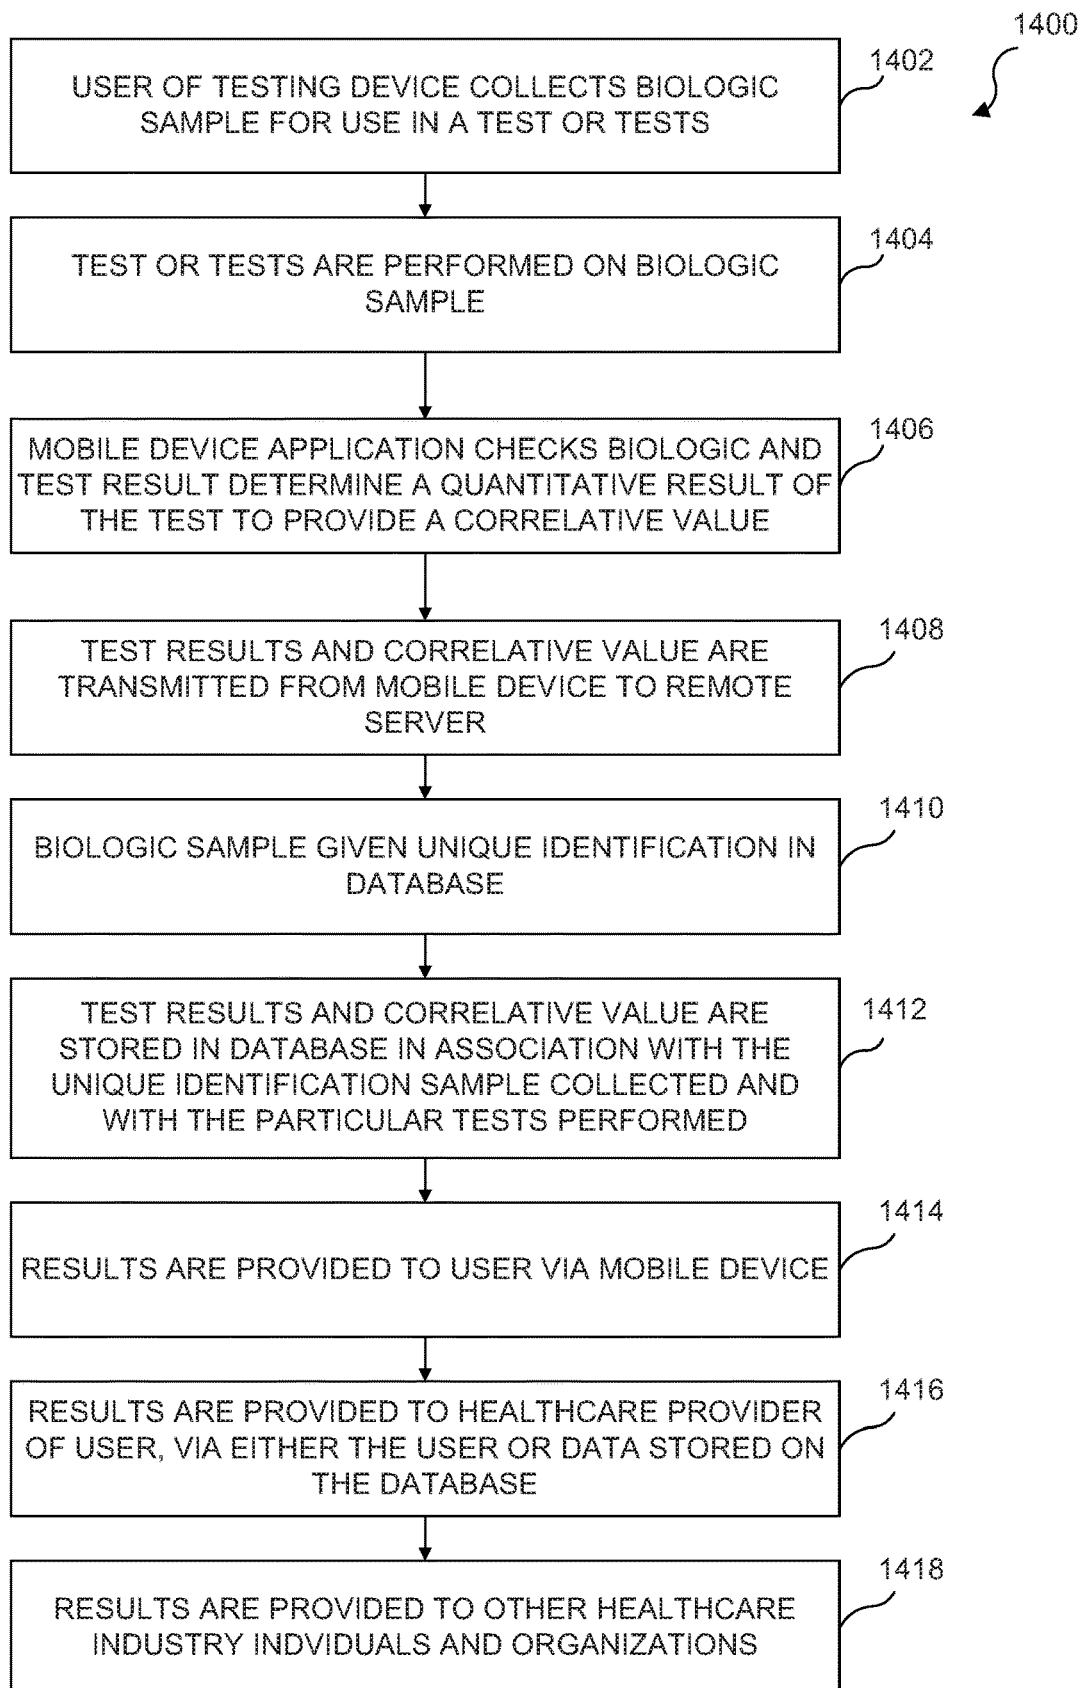 1400
1402
USER OF TESTING DEVICE COLLECTS BIOLOGIC
SAMPLE FOR USE IN A TEST OR TESTS
1404
TEST OR TESTS ARE PERFORMED ON BIOLOGIC
SAMPLE
1406
MOBILE DEVICE APPLICATION CHECKS BIOLOGIC AND
TEST RESULT DETERMINE A QUANTITATIVE RESULT OF
THE TEST TO PROVIDE A CORRELATIVE VALUE
1408
TEST RESULTS AND CORRELATIVE VALUE ARE
TRANSMITTED FROM MOBILE DEVICE TO REMOTE
SERVER
1410
BIOLOGIC SAMPLE GIVEN UNIQUE IDENTIFICATION IN
DATABASE
1412
TEST RESULTS AND CORRELATIVE VALUE ARE
STORED IN DATABASE IN ASSOCIATION WITH THE
UNIQUE IDENTIFICATION SAMPLE COLLECTED AND
WITH THE PARTICULAR TESTS PERFORMED
1414
RESULTS ARE PROVIDED TO USER VIA MOBILE DEVICE
1416
RESULTS ARE PROVIDED TO HEALTHCARE PROVIDER
OF USER, VIA EITHER THE USER OR DATA STORED ON
THE DATABASE
1418
RESULTS ARE PROVIDED TO OTHER HEALTHCARE
INDUSTRY INDVIDUALS AND ORGANIZATIONS